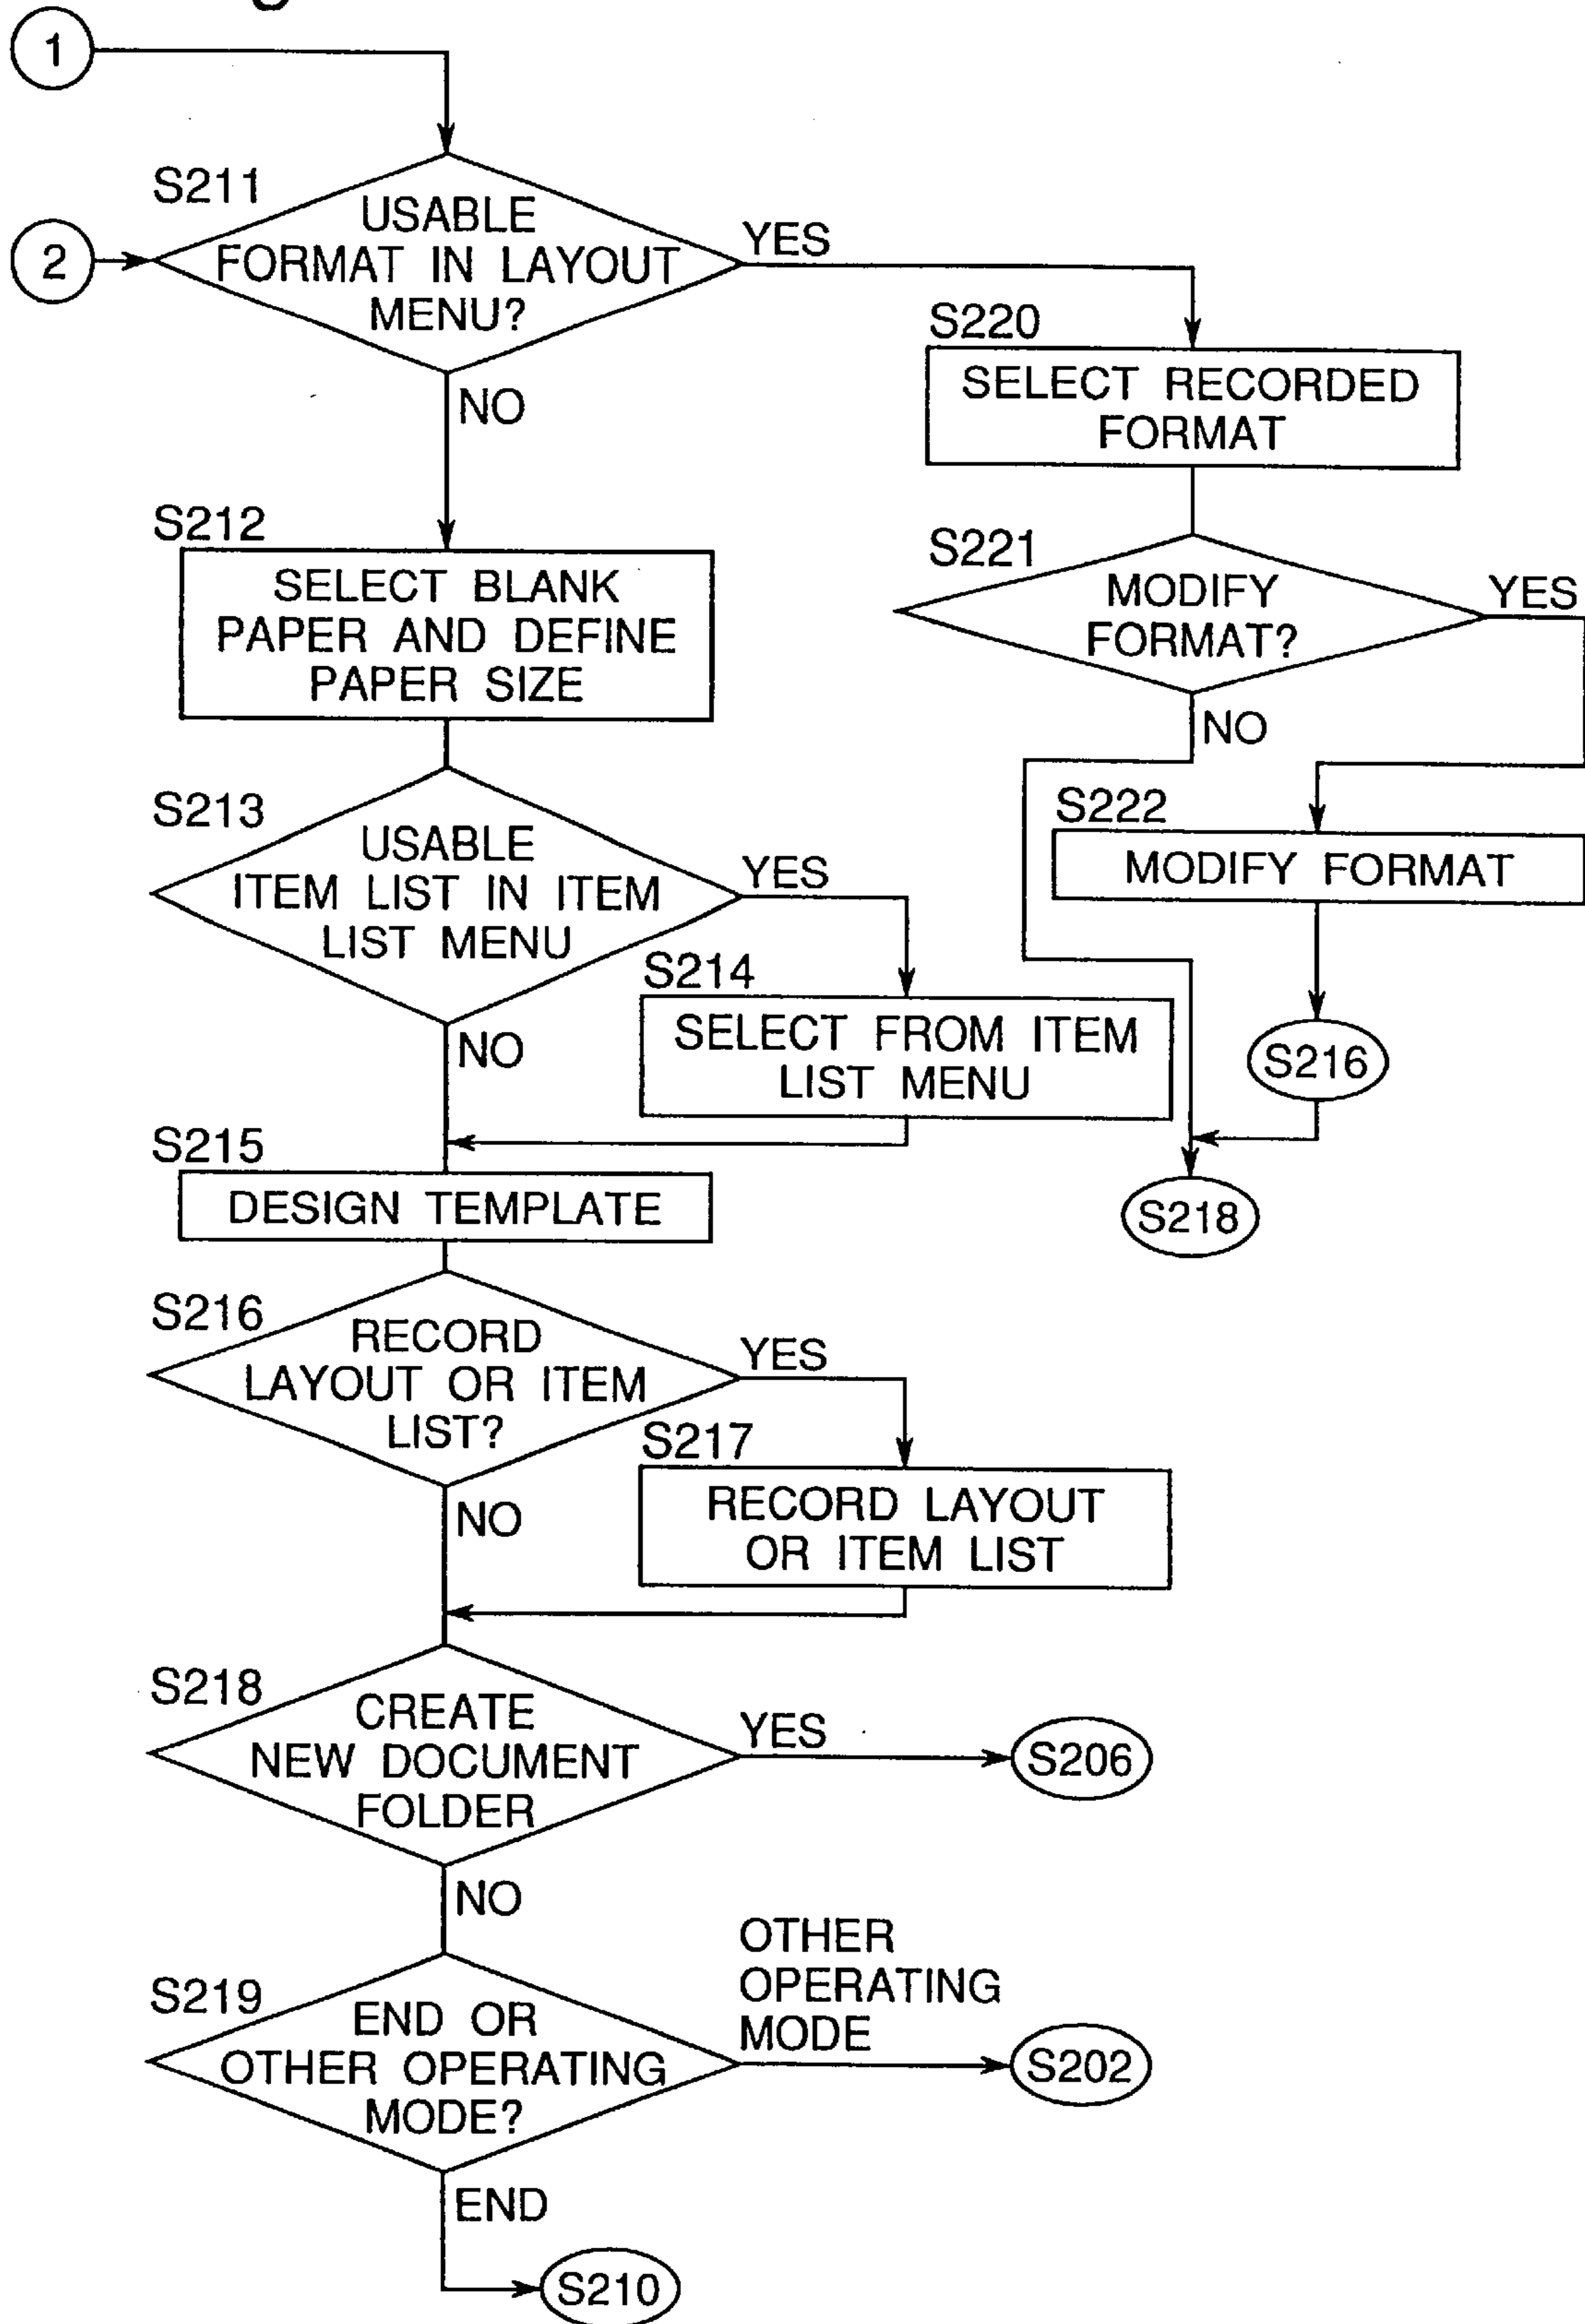 1
S211
USABLE
FORMAT IN LAYOUT
MENU?
2
YES
NO
S220
SELECT RECORDED
FORMAT
S212
SELECT BLANK
PAPER AND DEFINE
PAPER SIZE
S221
MODIFY
FORMAT?
YES
NO
S213
USABLE
ITEM LIST IN ITEM
LIST MENU
YES
NO
S222
MODIFY FORMAT
S214
SELECT FROM ITEM
LIST MENU
S216
S218
S215
DESIGN TEMPLATE
S216
RECORD
LAYOUT OR ITEM
LIST?
YES
NO
S217
RECORD LAYOUT
OR ITEM LIST
S218
CREATE
NEW DOCUMENT
FOLDER
YES
S206
NO
S219
END OR
OTHER OPERATING
MODE?
OTHER
OPERATING
MODE
S202
END
S210